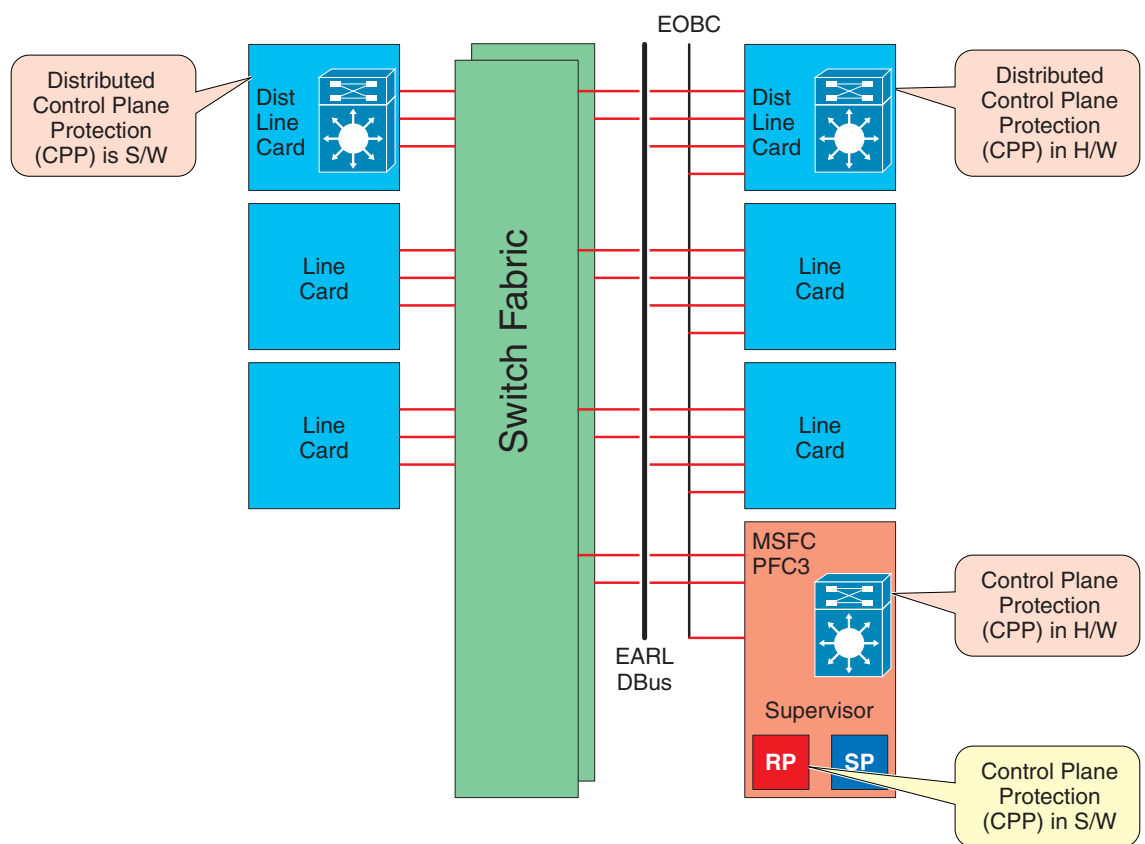 EOBC
Distributed
Control Plane
Protection
(CPP) is S/W
Dist
Line
Card
Dist
Line
Card
Distributed
Control Plane
Protection
(CPP) in H/W
Switch Fabric
Line
Card
Line
Card
Line
Card
Line
Card
MSFC
PFC3
Control Plane
Protection
(CPP) in H/W
EARL
DBus
Supervisor
RP
SP
Control Plane
Protection
(CPP) in S/W